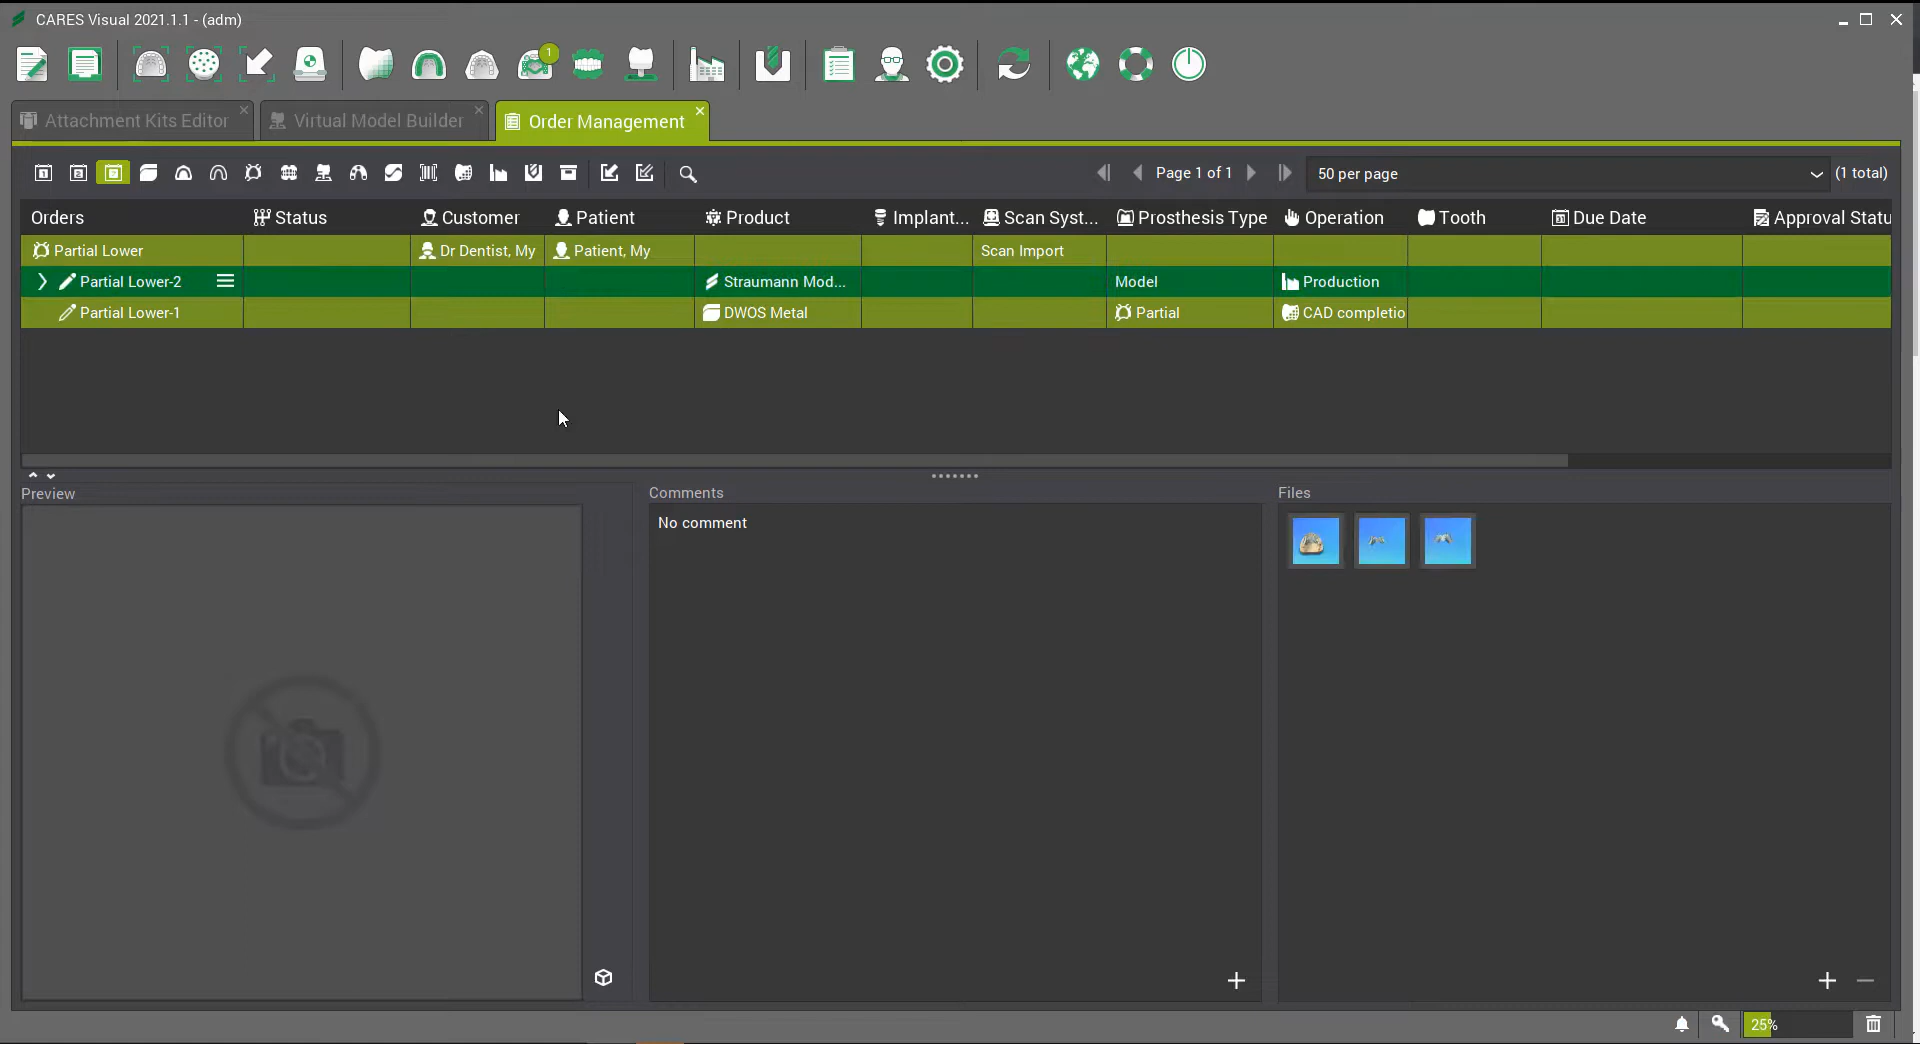 CARES Visual 2021.1.1 - (adm)
1
Attachment Kits Editor
Virtual Model Builder
Order Management
Page 1 of 1
50 per page
(1 total)
Orders
Status
Customer
Patient
Product
Implant...
Scan Syst...
Prosthesis Type
Operation
Tooth
Due Date
Approval Statu
Partial Lower
Dr Dentist, My
Patient, My
Scan Import
Partial Lower-2
Straumann Mod...
Model
Production
Partial Lower-1
DWOS Metal
Partial
CAD completio
Preview
Comments
Files
No comment
25%